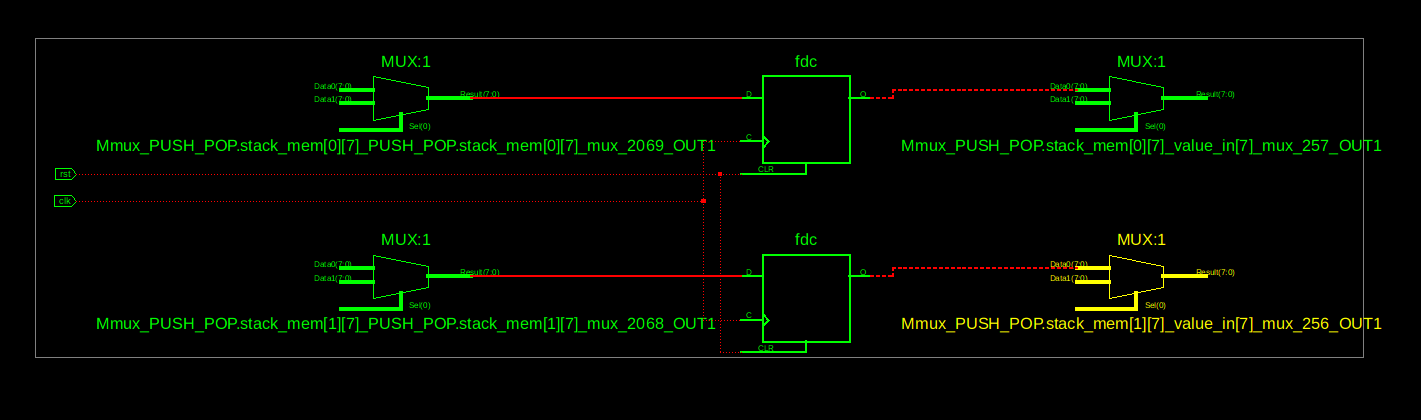 MUX:1 fdc MUX:1
Data0(7:0) Result(7:0) D Q Data0(7:0) Result(7:0)
Data1(7:0) Data1(7:0)
Sel(0) Sel(0)
Mmux_PUSH_POP.stack_mem[0][7]_PUSH_POP.stack_mem[0][7]_mux_2069_OUT1 C Mmux_PUSH_POP.stack_mem[0][7]_value_in[7]_mux_257_OUT1
rst CLR
clk
MUX:1 fdc MUX:1
Data0(7:0) Result(7:0) D Q Data0(7:0) Result(7:0)
Data1(7:0) Data1(7:0)
Sel(0) Sel(0)
Mmux_PUSH_POP.stack_mem[1][7]_PUSH_POP.stack_mem[1][7]_mux_2068_OUT1 C Mmux_PUSH_POP.stack_mem[1][7]_value_in[7]_mux_256_OUT1
CLR